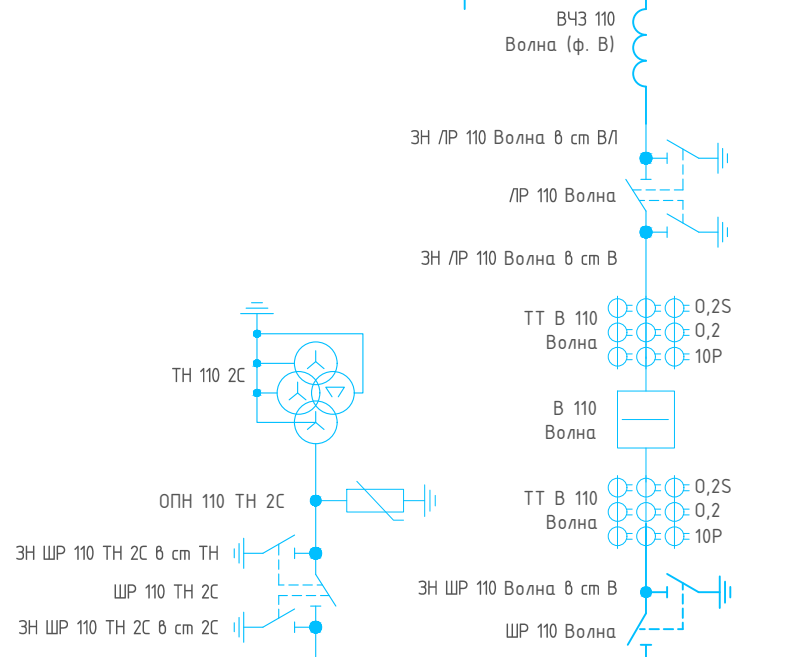 ВЧЗ 110
Волна (ф. В)
ЗН ЛР 110 Волна в ст ВЛ
ЛР 110 Волна
ЗН ЛР 110 Волна в ст В
ТТ В 110
Волна
0,2S
0,2
10Р
ТН 110 2С
В 110
Волна
ОПН 110 ТН 2С
ТТ В 110
Волна
0,2S
0,2
10Р
ЗН ШР 110 ТН 2С в ст ТН
ШР 110 ТН 2С
ЗН ШР 110 Волна в ст В
ЗН ШР 110 ТН 2С в ст 2С
ШР 110 Волна